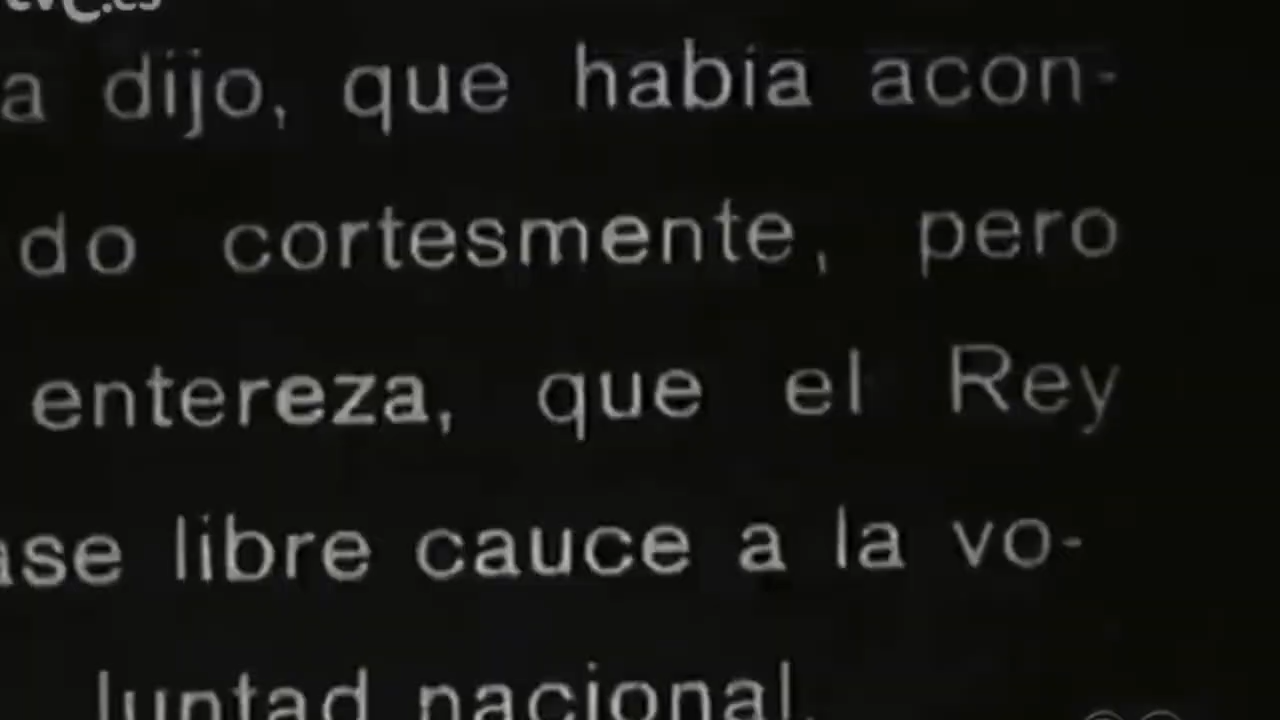 a dijo, que habia acon-
do cortesmente, pero
entereza, que el Rey
ase libre cauce a la vo-
luntad nacional.